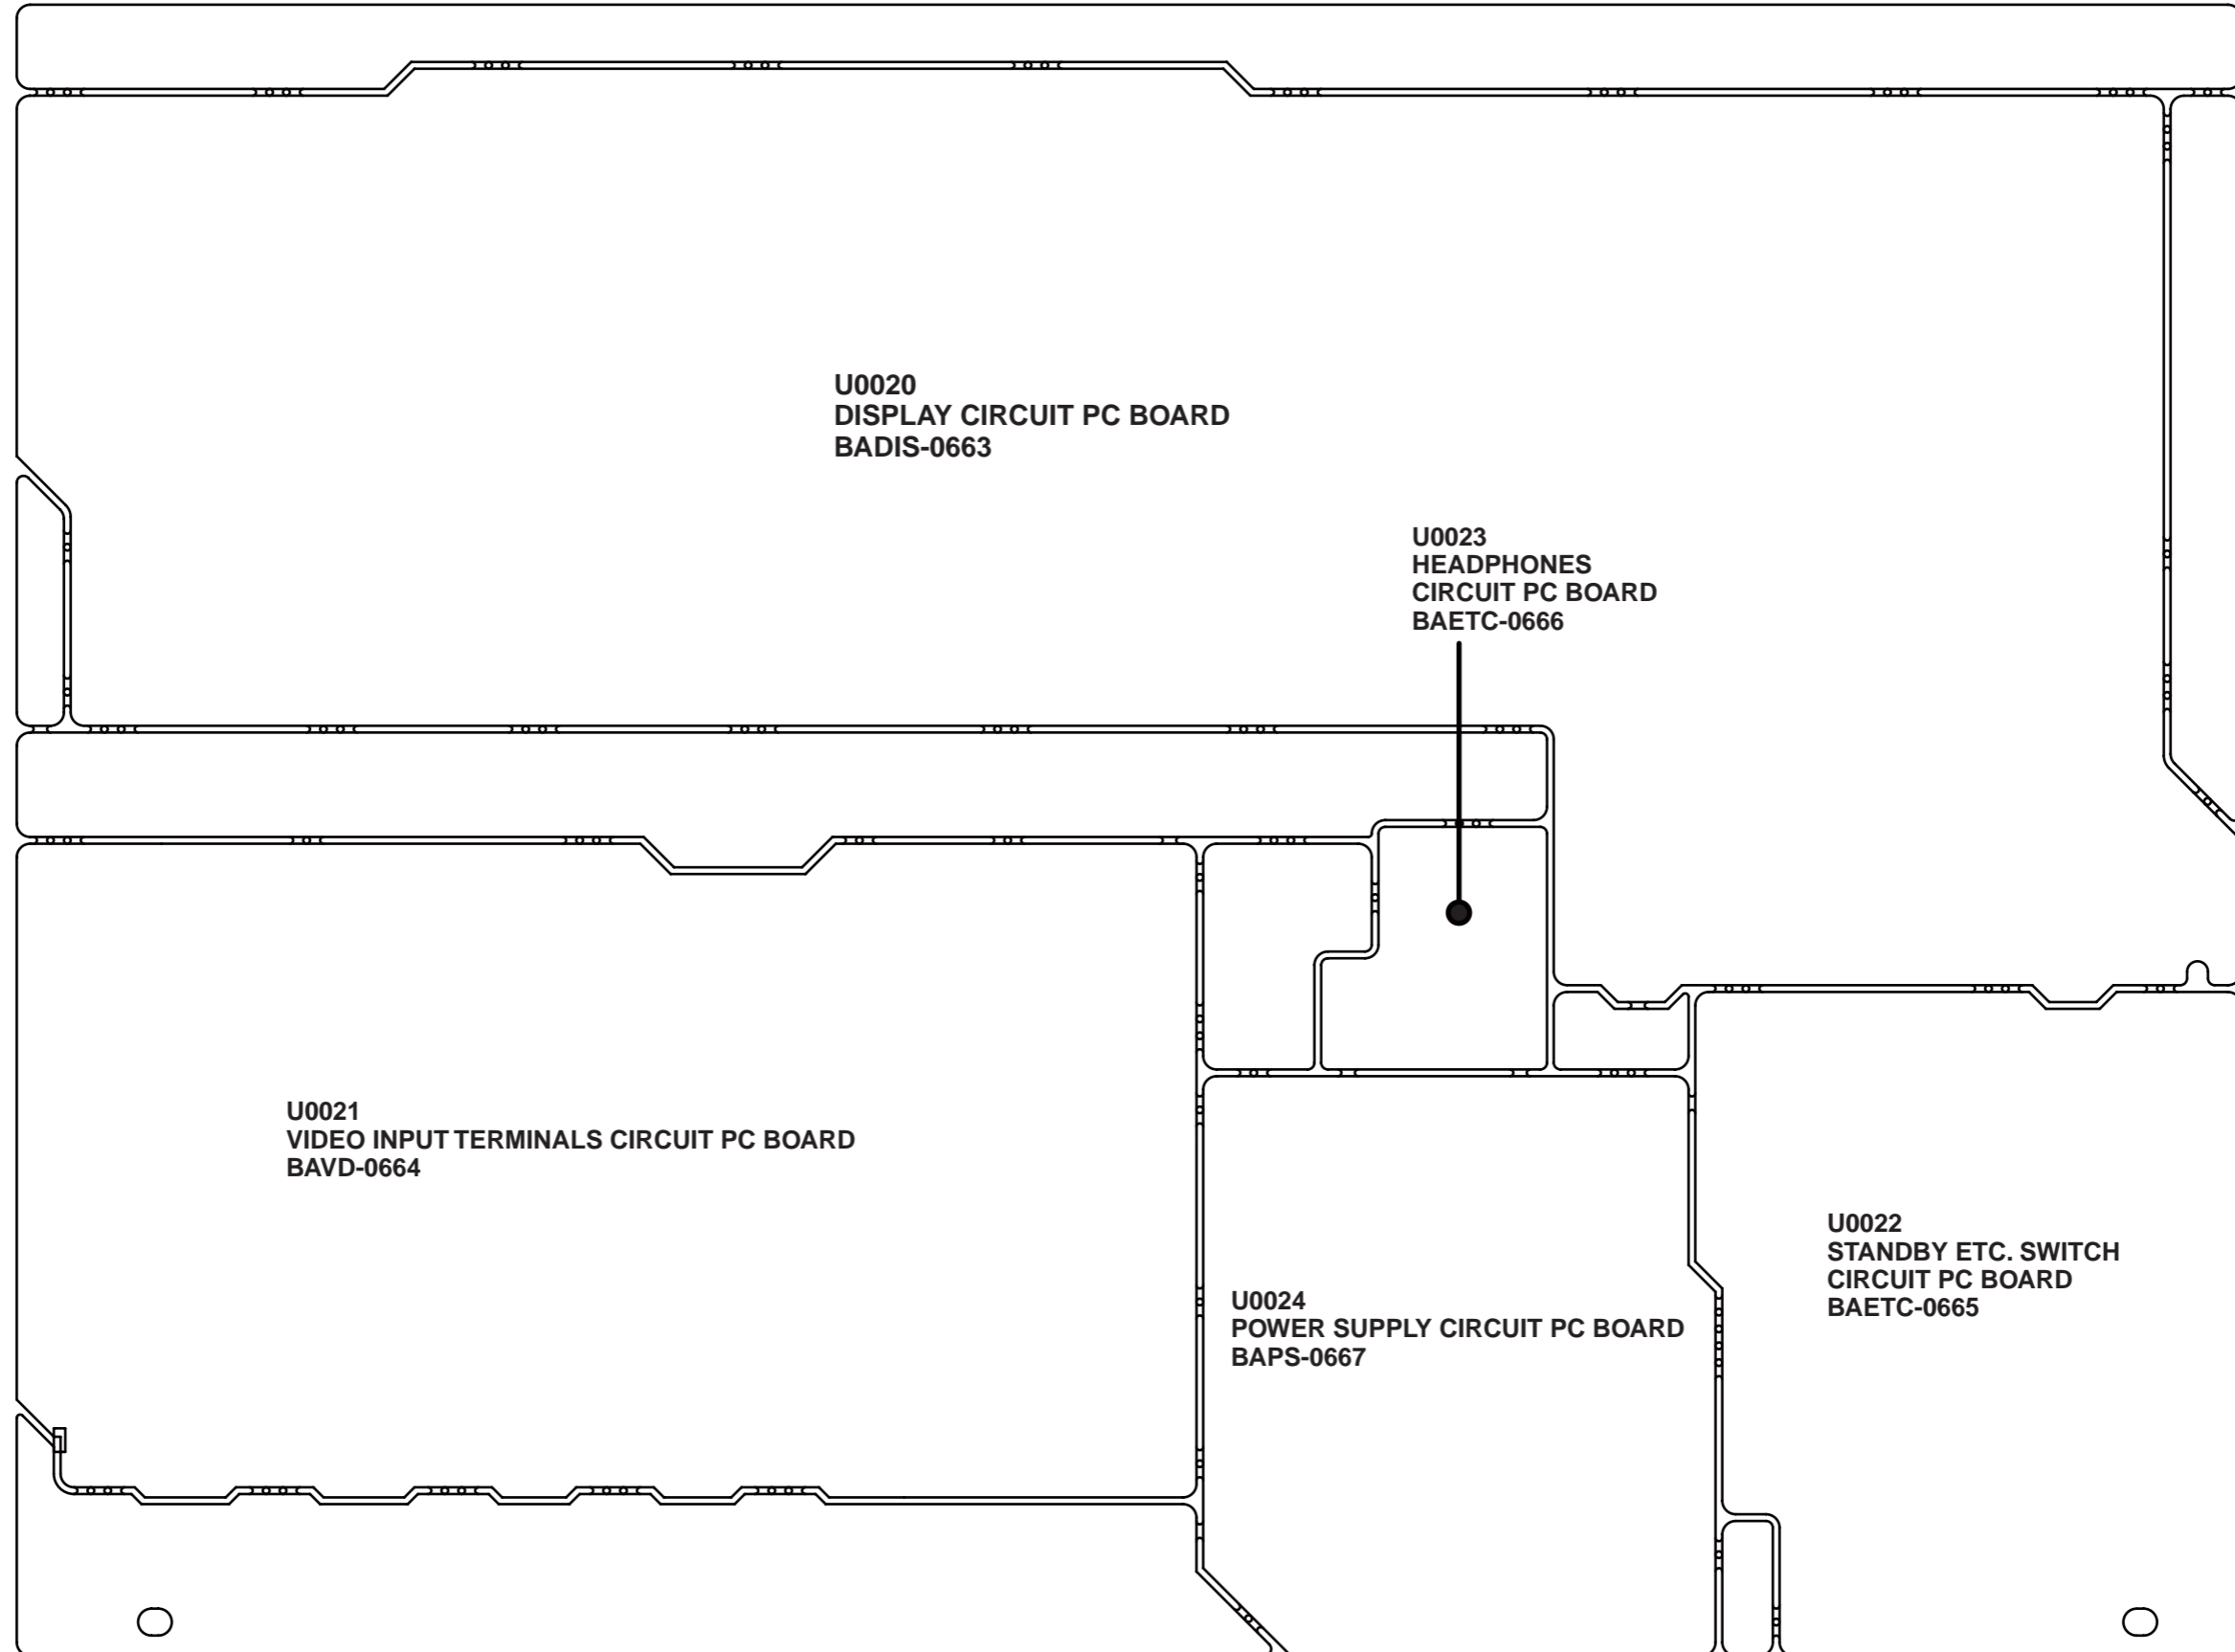 U0020
DISPLAY CIRCUIT PC BOARD
BADIS-0663
U0023
HEADPHONES
CIRCUIT PC BOARD
BAETC-0666
U0021
VIDEO INPUT TERMINALS CIRCUIT PC BOARD
BAVD-0664
U0022
STANDBY ETC. SWITCH
CIRCUIT PC BOARD
BAETC-0665
U0024
POWER SUPPLY CIRCUIT PC BOARD
BAPS-0667